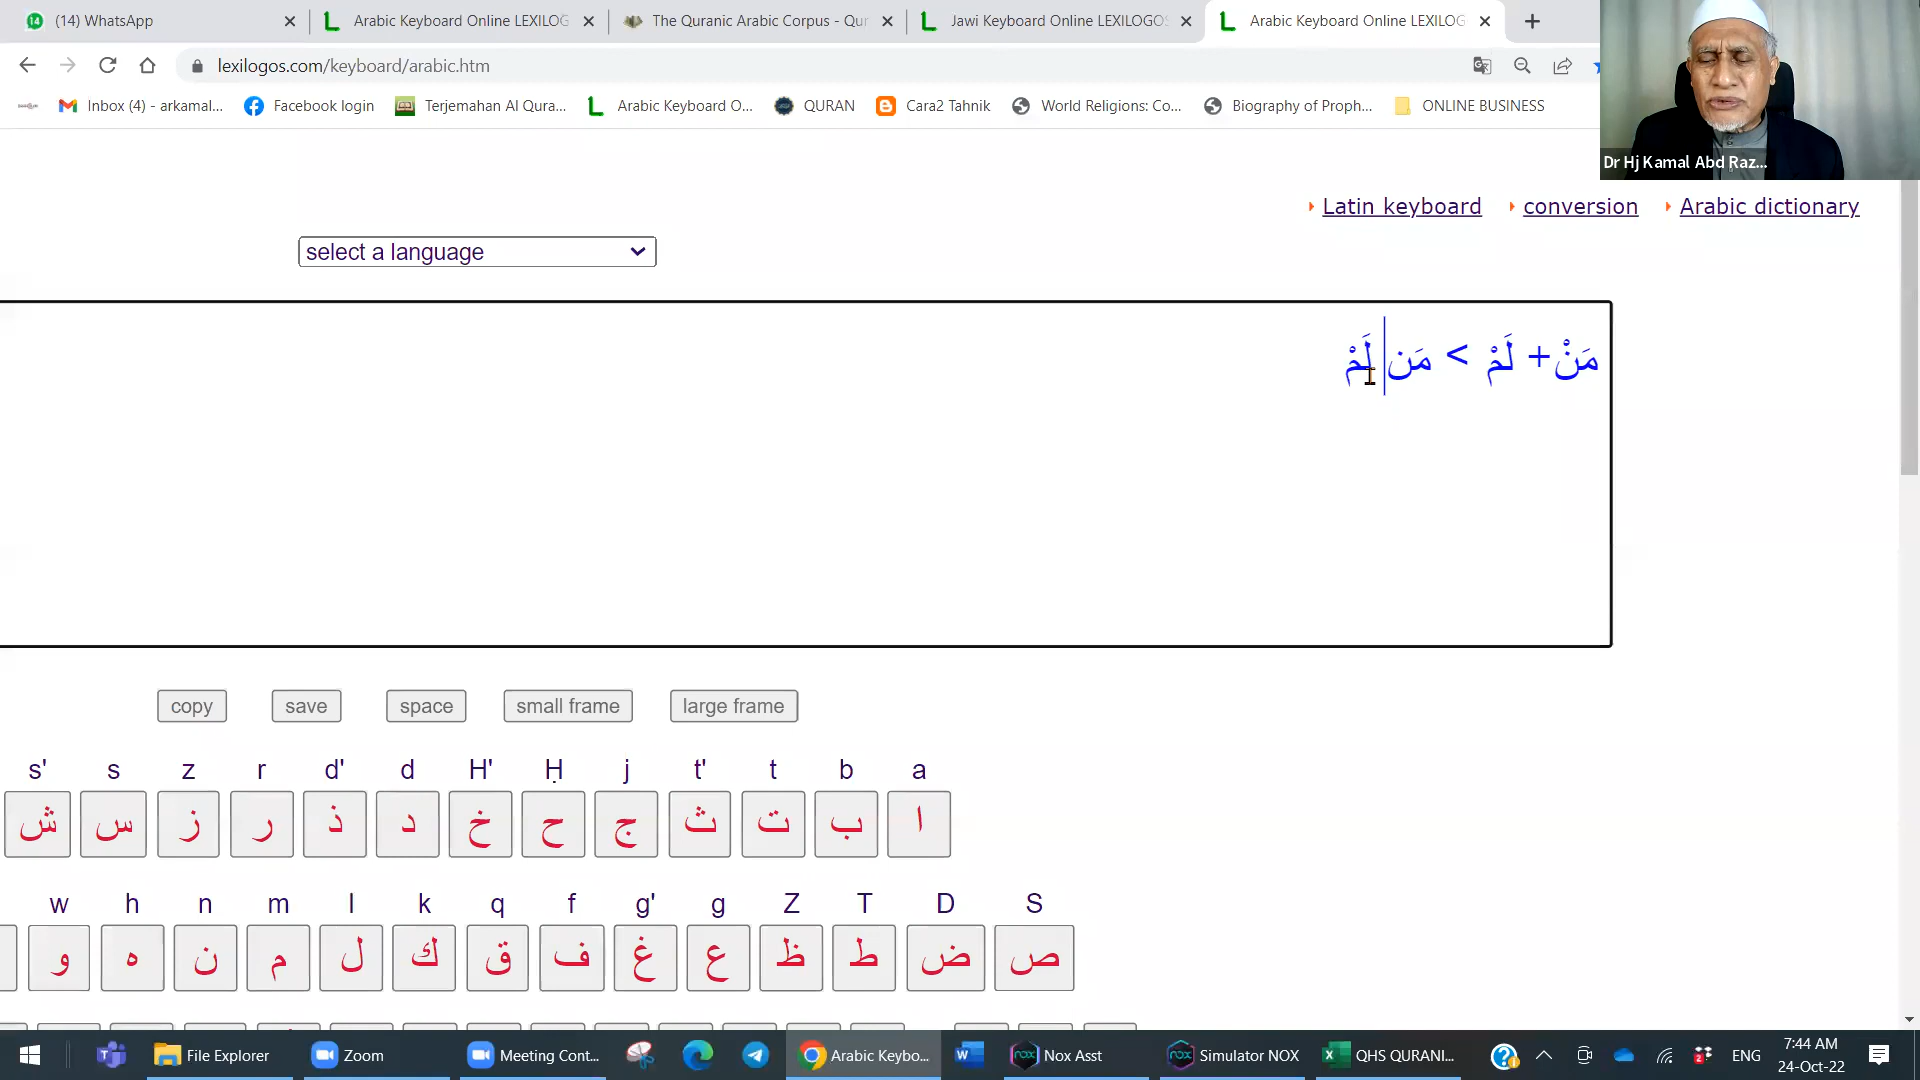 (14) WhatsApp
Arabic Keyboard Online LEXILOG
The Quranic Arabic Corpus - Qur
Jawi Keyboard Online LEXILOGOS
Arabic Keyboard Online LEXILOG
lexilogos.com/keyboard/arabic.htm
Inbox (4) - arkamal...
Facebook login
Terjemahan Al Qura...
Arabic Keyboard O...
QURAN
Cara2 Tahnik
World Religions: Co...
Biography of Proph...
ONLINE BUSINESS
Dr Hj Kamal Abd Raz...
Latin keyboard
conversion
Arabic dictionary
select a language
مَنْ+ لَمْ > مَن لَمْ
copy
save
space
small frame
large frame
s' s z r d' d H' Ḥ j t' t b a
ش س ز ر ذ د خ ح ج ث ت ب ا
w h n m l k q f g' g Z T D S
و ه ن م ل ك ق ف غ ع ظ ط ض ص
File Explorer
Zoom
Meeting Cont...
Arabic Keybo...
Nox Asst
Simulator NOX
QHS QURANI...
ENG
7:44 AM
24-Oct-22